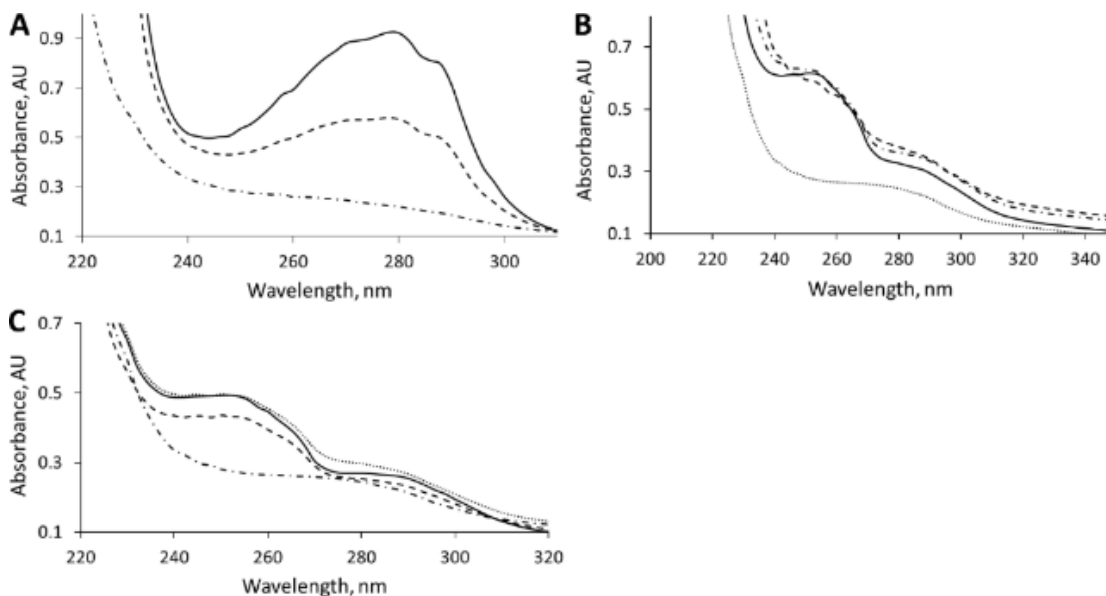 A
Absorbance, AU
0.9
0.7
0.5
0.3
0.1
220 240 260 280 300
Wavelength, nm
B
Absorbance, AU
0.7
0.5
0.3
0.1
200 220 240 260 280 300 320 340
Wavelength, nm
C
Absorbance, AU
0.7
0.5
0.3
0.1
220 240 260 280 300 320
Wavelength, nm